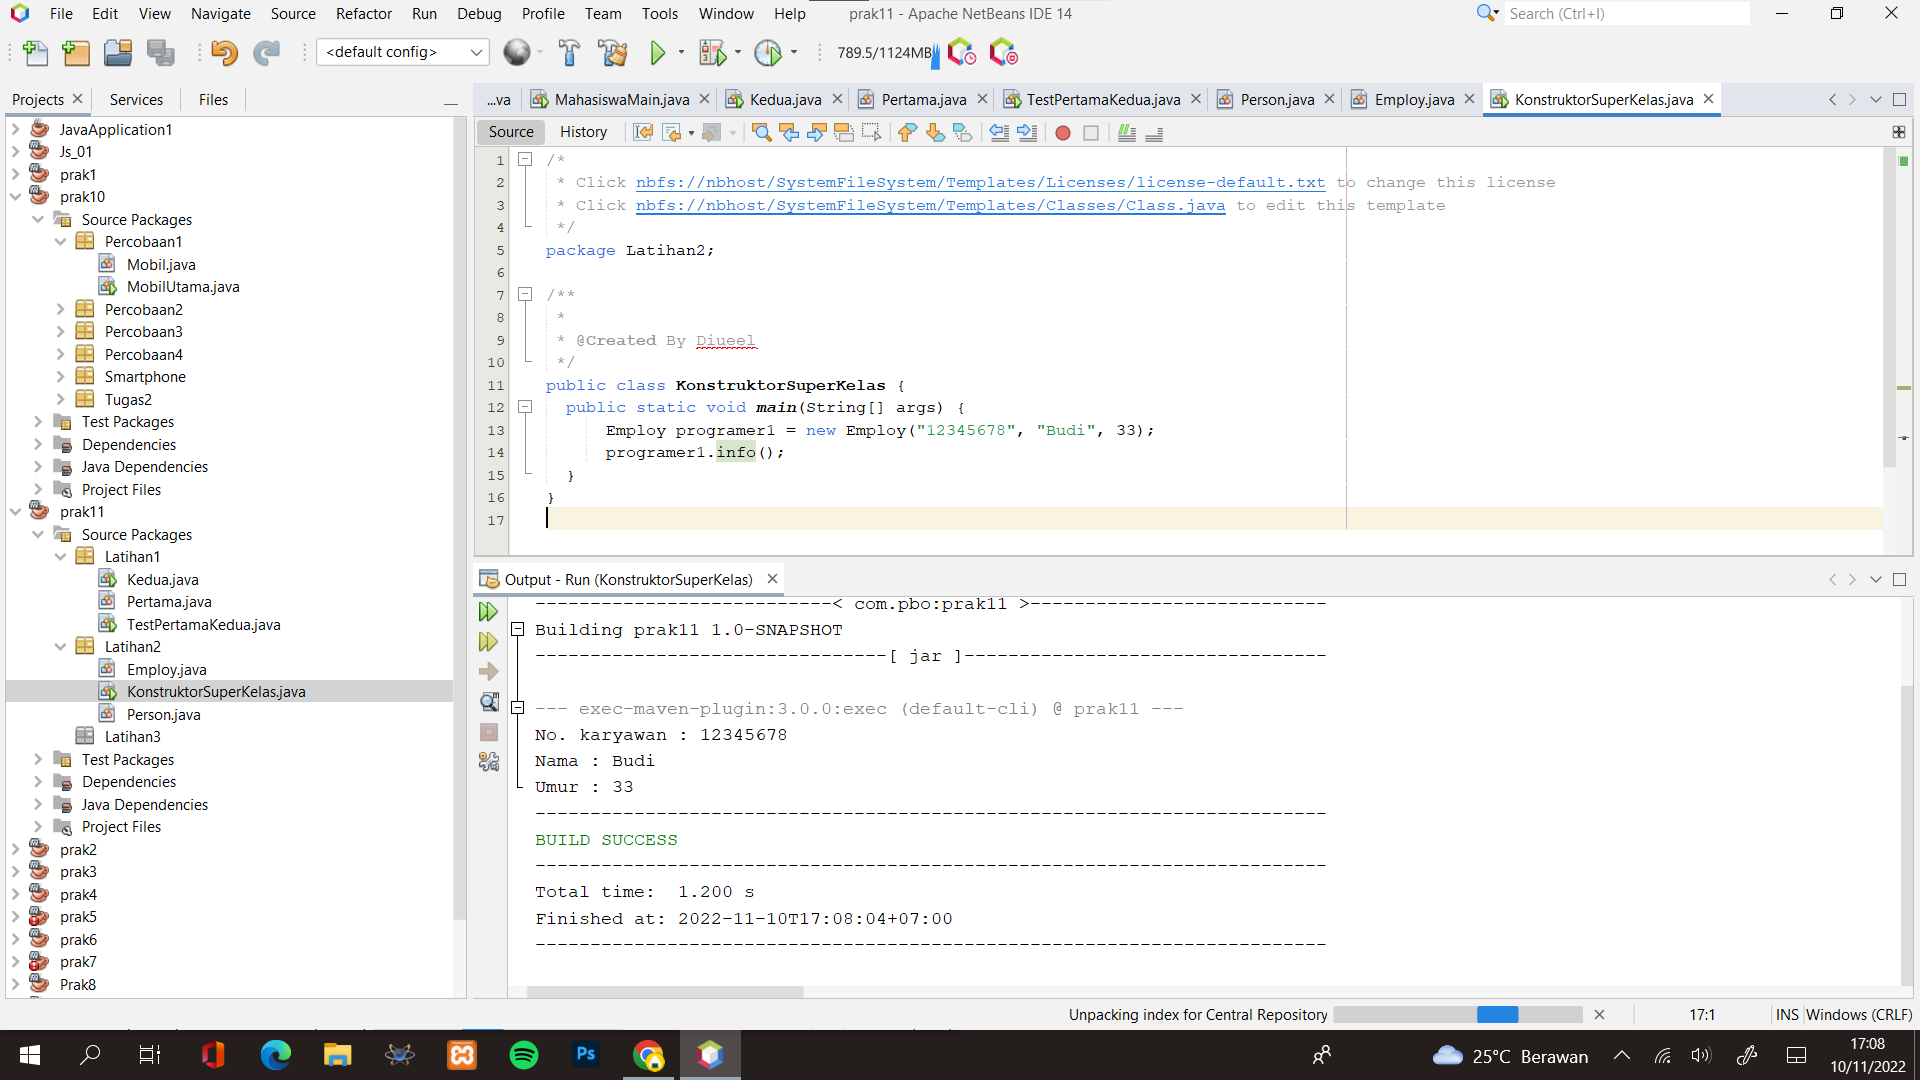 File Edit View Navigate Source Refactor Run Debug Profile Team Tools Window Help prak11 - Apache NetBeans IDE 14 Search (Ctrl+I)
<default config> 789.5/1124MB
Projects Services Files
...va MahasiswaMain.java Kedua.java Pertama.java TestPertamaKedua.java Person.java Employ.java KonstruktorSuperKelas.java
Source History
JavaApplication1
Js_01
prak1
prak10
Source Packages
Percobaan1
Mobil.java
MobilUtama.java
Percobaan2
Percobaan3
Percobaan4
Smartphone
Tugas2
Test Packages
Dependencies
Java Dependencies
Project Files
prak11
Source Packages
Latihan1
Kedua.java
Pertama.java
TestPertamaKedua.java
Latihan2
Employ.java
KonstruktorSuperKelas.java
Person.java
Latihan3
Test Packages
Dependencies
Java Dependencies
Project Files
prak2
prak3
prak4
prak5
prak6
prak7
Prak8
1 /*
2 * Click nbfs://nbhost/SystemFileSystem/Templates/Licenses/license-default.txt to change this license
3 * Click nbfs://nbhost/SystemFileSystem/Templates/Classes/Class.java to edit this template
4 */
5 package Latihan2;
6
7 /**
8 *
9 * @Created By Diueel
10 */
11 public class KonstruktorSuperKelas {
12 public static void main(String[] args) {
13 Employ programer1 = new Employ("12345678", "Budi", 33);
14 programer1.info();
15 }
16 }
17
Output - Run (KonstruktorSuperKelas)
---------------------------< com.pbo:prak11 >---------------------------
Building prak11 1.0-SNAPSHOT
--------------------------------[ jar ]---------------------------------
--- exec-maven-plugin:3.0.0:exec (default-cli) @ prak11 ---
No. karyawan : 12345678
Nama : Budi
Umur : 33
------------------------------------------------------------------------
BUILD SUCCESS
------------------------------------------------------------------------
Total time:  1.200 s
Finished at: 2022-11-10T17:08:04+07:00
------------------------------------------------------------------------
Unpacking index for Central Repository 17:1 INS Windows (CRLF)
Ps 25°C Berawan 17:08
10/11/2022